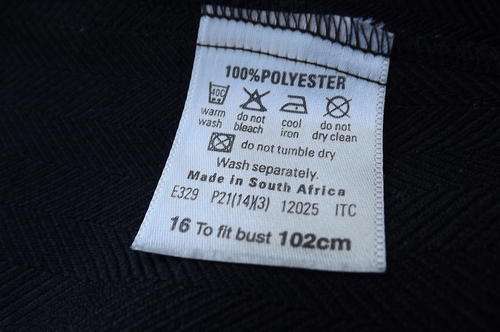 100%POLYESTER
40C
warm wash
do not bleach
cool iron
do not dry clean
do not tumble dry
Wash separately.
Made in South Africa
E329 P21(14)(3) 12025 ITC
16 To fit bust 102cm